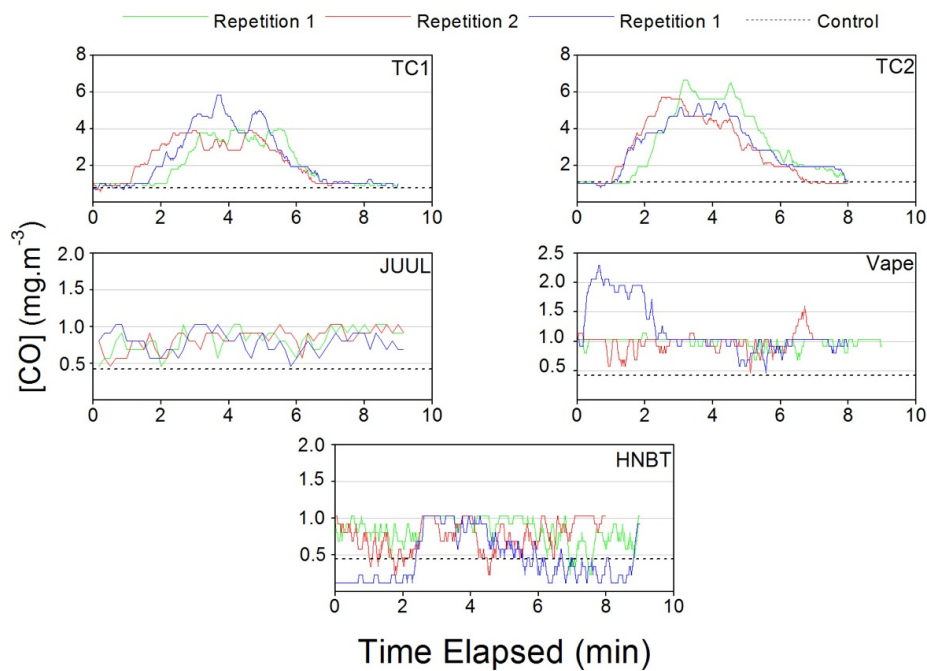 Repetition 1 Repetition 2 Repetition 1 Control
8 8
TC1 TC2
6 6
4 4
2 2
0 2 4 6 8 10 0 2 4 6 8 10
2.0 2.5
JUUL Vape
1.5 2.0
1.5
1.0 1.0
0.5 0.5
0 2 4 6 8 10 0 2 4 6 8 10
[CO] (mg.m-3)
2.0
HNBT
1.5
1.0
0.5
0 2 4 6 8 10
Time Elapsed (min)